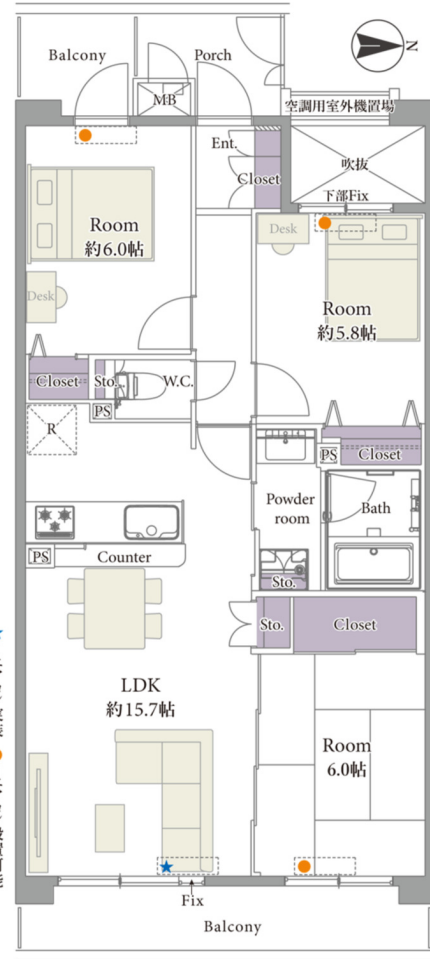 Balcony
Porch
N
MB
空調用室外機置場
Ent.
吹抜
Closet
下部Fix
Room
約6.0帖
Desk
Desk
Room
約5.8帖
Closet
Sto.
W.C.
PS
R
PS
Closet
Powder
room
Bath
PS
Counter
Sto.
Sto.
Closet
LDK
約15.7帖
Room
6.0帖
Fix
Balcony